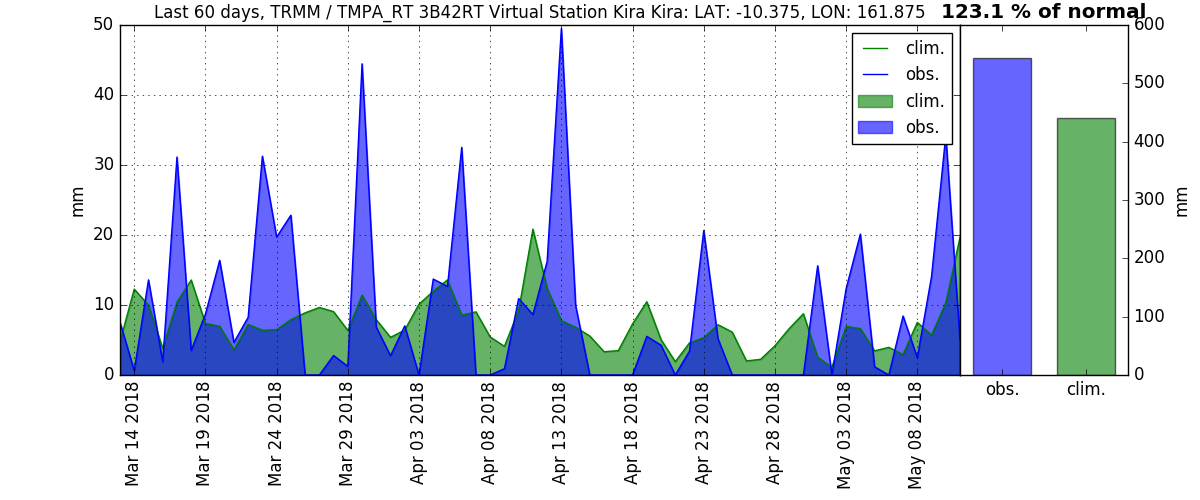 Last 60 days, TRMM / TMPA_RT 3B42RT Virtual Station Kira Kira: LAT: -10.375, LON: 161.875 123.1 % of normal
50
40
30
20
10
0
mm
clim.
obs.
clim.
obs.
600
500
400
300
200
100
0
mm
obs. clim.
Mar 14 2018
Mar 19 2018
Mar 24 2018
Mar 29 2018
Apr 03 2018
Apr 08 2018
Apr 13 2018
Apr 18 2018
Apr 23 2018
Apr 28 2018
May 03 2018
May 08 2018